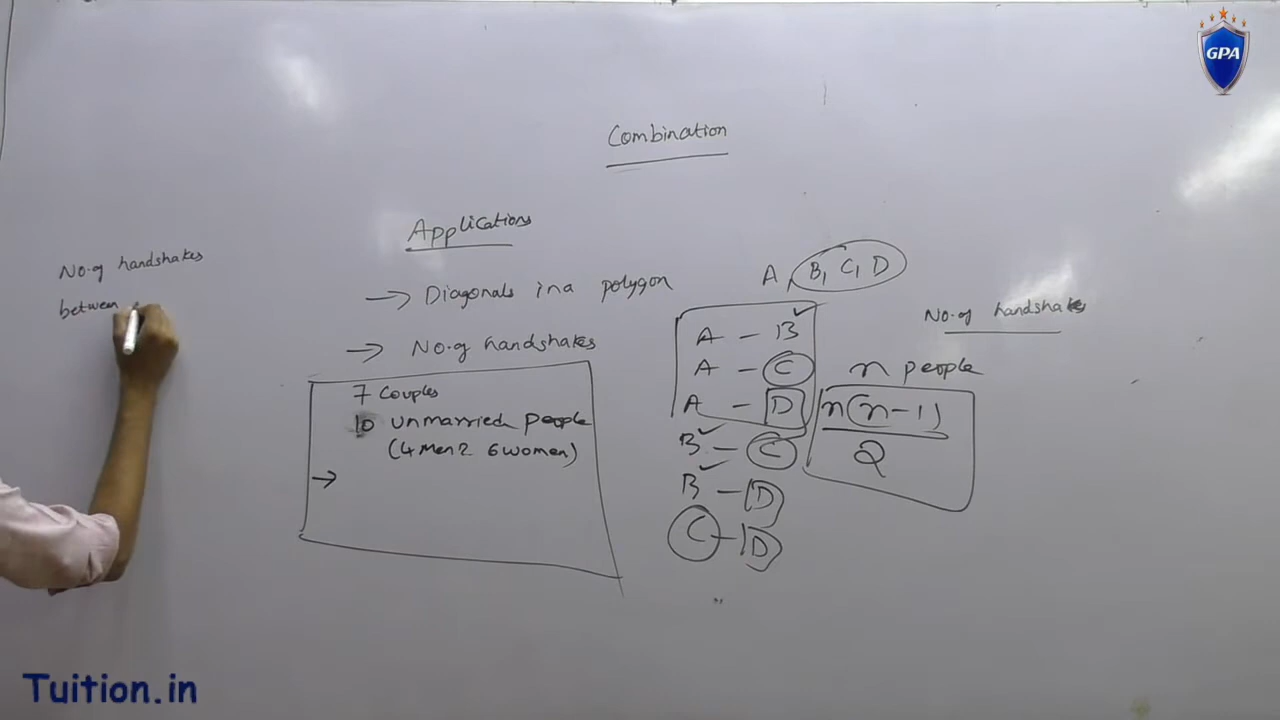 GPA
Combination
Applications
→ Diagonals in a polygon
→ No. of handshakes
7 Couples
10 unmarried people
(4 Men & 6 women)
→
A, B, C, D
A - B ✓
A - C
A - D
B ✓ - C
B ✓ - D
C - D
No. of handshakes
n people
n(n-1)
2
No. of handshakes
between
Tuition.in